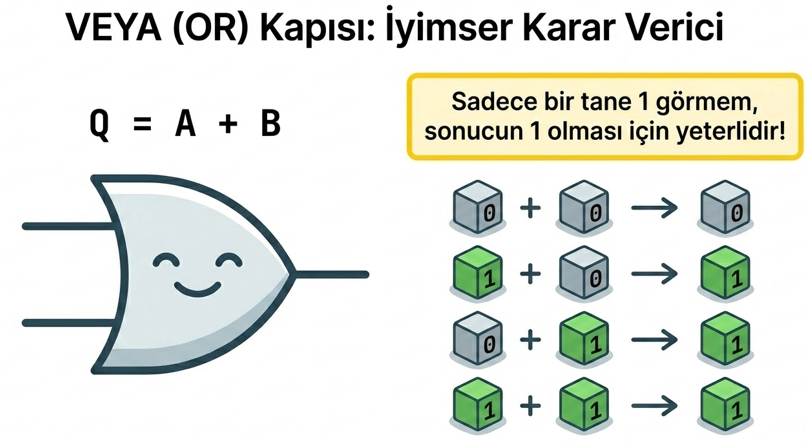 VEYA (OR) Kapısı: İyimser Karar Verici
Q = A + B
Sadece bir tane 1 görmem,
sonucun 1 olması için yeterlidir!
0 + 0 → 0
1 + 0 → 1
0 + 1 → 1
1 + 1 → 1